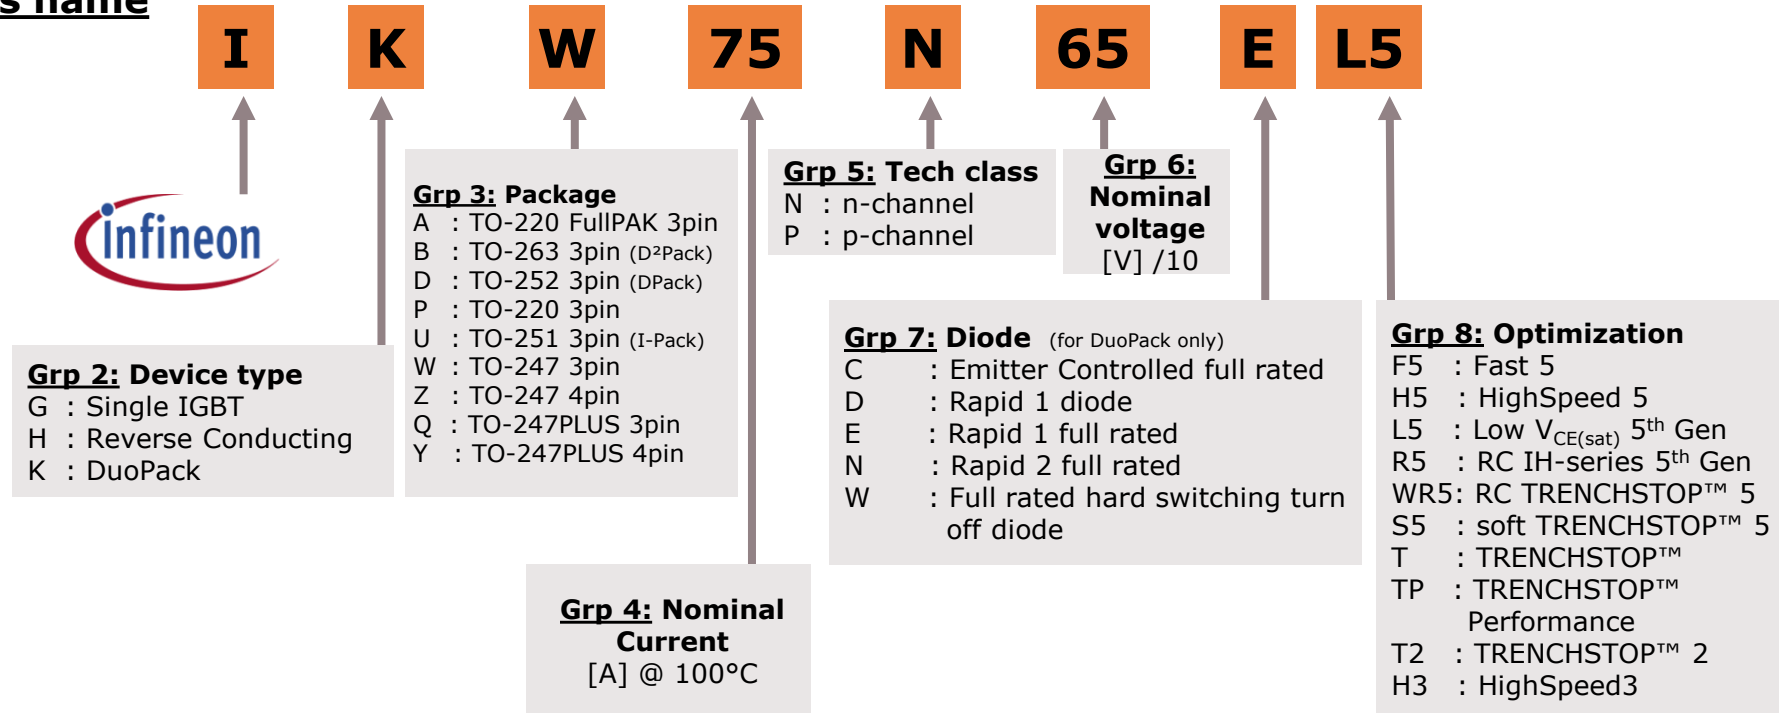 s name
I K W 75 N 65 E L5
infineon
Grp 2: Device type
G : Single IGBT
H : Reverse Conducting
K : DuoPack
Grp 3: Package
A : TO-220 FullPAK 3pin
B : TO-263 3pin (D²Pack)
D : TO-252 3pin (DPack)
P : TO-220 3pin
U : TO-251 3pin (I-Pack)
W : TO-247 3pin
Z : TO-247 4pin
Q : TO-247PLUS 3pin
Y : TO-247PLUS 4pin
Grp 4: Nominal
Current
[A] @ 100°C
Grp 5: Tech class
N : n-channel
P : p-channel
Grp 6:
Nominal
voltage
[V] /10
Grp 7: Diode (for DuoPack only)
C : Emitter Controlled full rated
D : Rapid 1 diode
E : Rapid 1 full rated
N : Rapid 2 full rated
W : Full rated hard switching turn
off diode
Grp 8: Optimization
F5 : Fast 5
H5 : HighSpeed 5
L5 : Low VCE(sat) 5th Gen
R5 : RC IH-series 5th Gen
WR5: RC TRENCHSTOP™ 5
S5 : soft TRENCHSTOP™ 5
T : TRENCHSTOP™
TP : TRENCHSTOP™
Performance
T2 : TRENCHSTOP™ 2
H3 : HighSpeed3